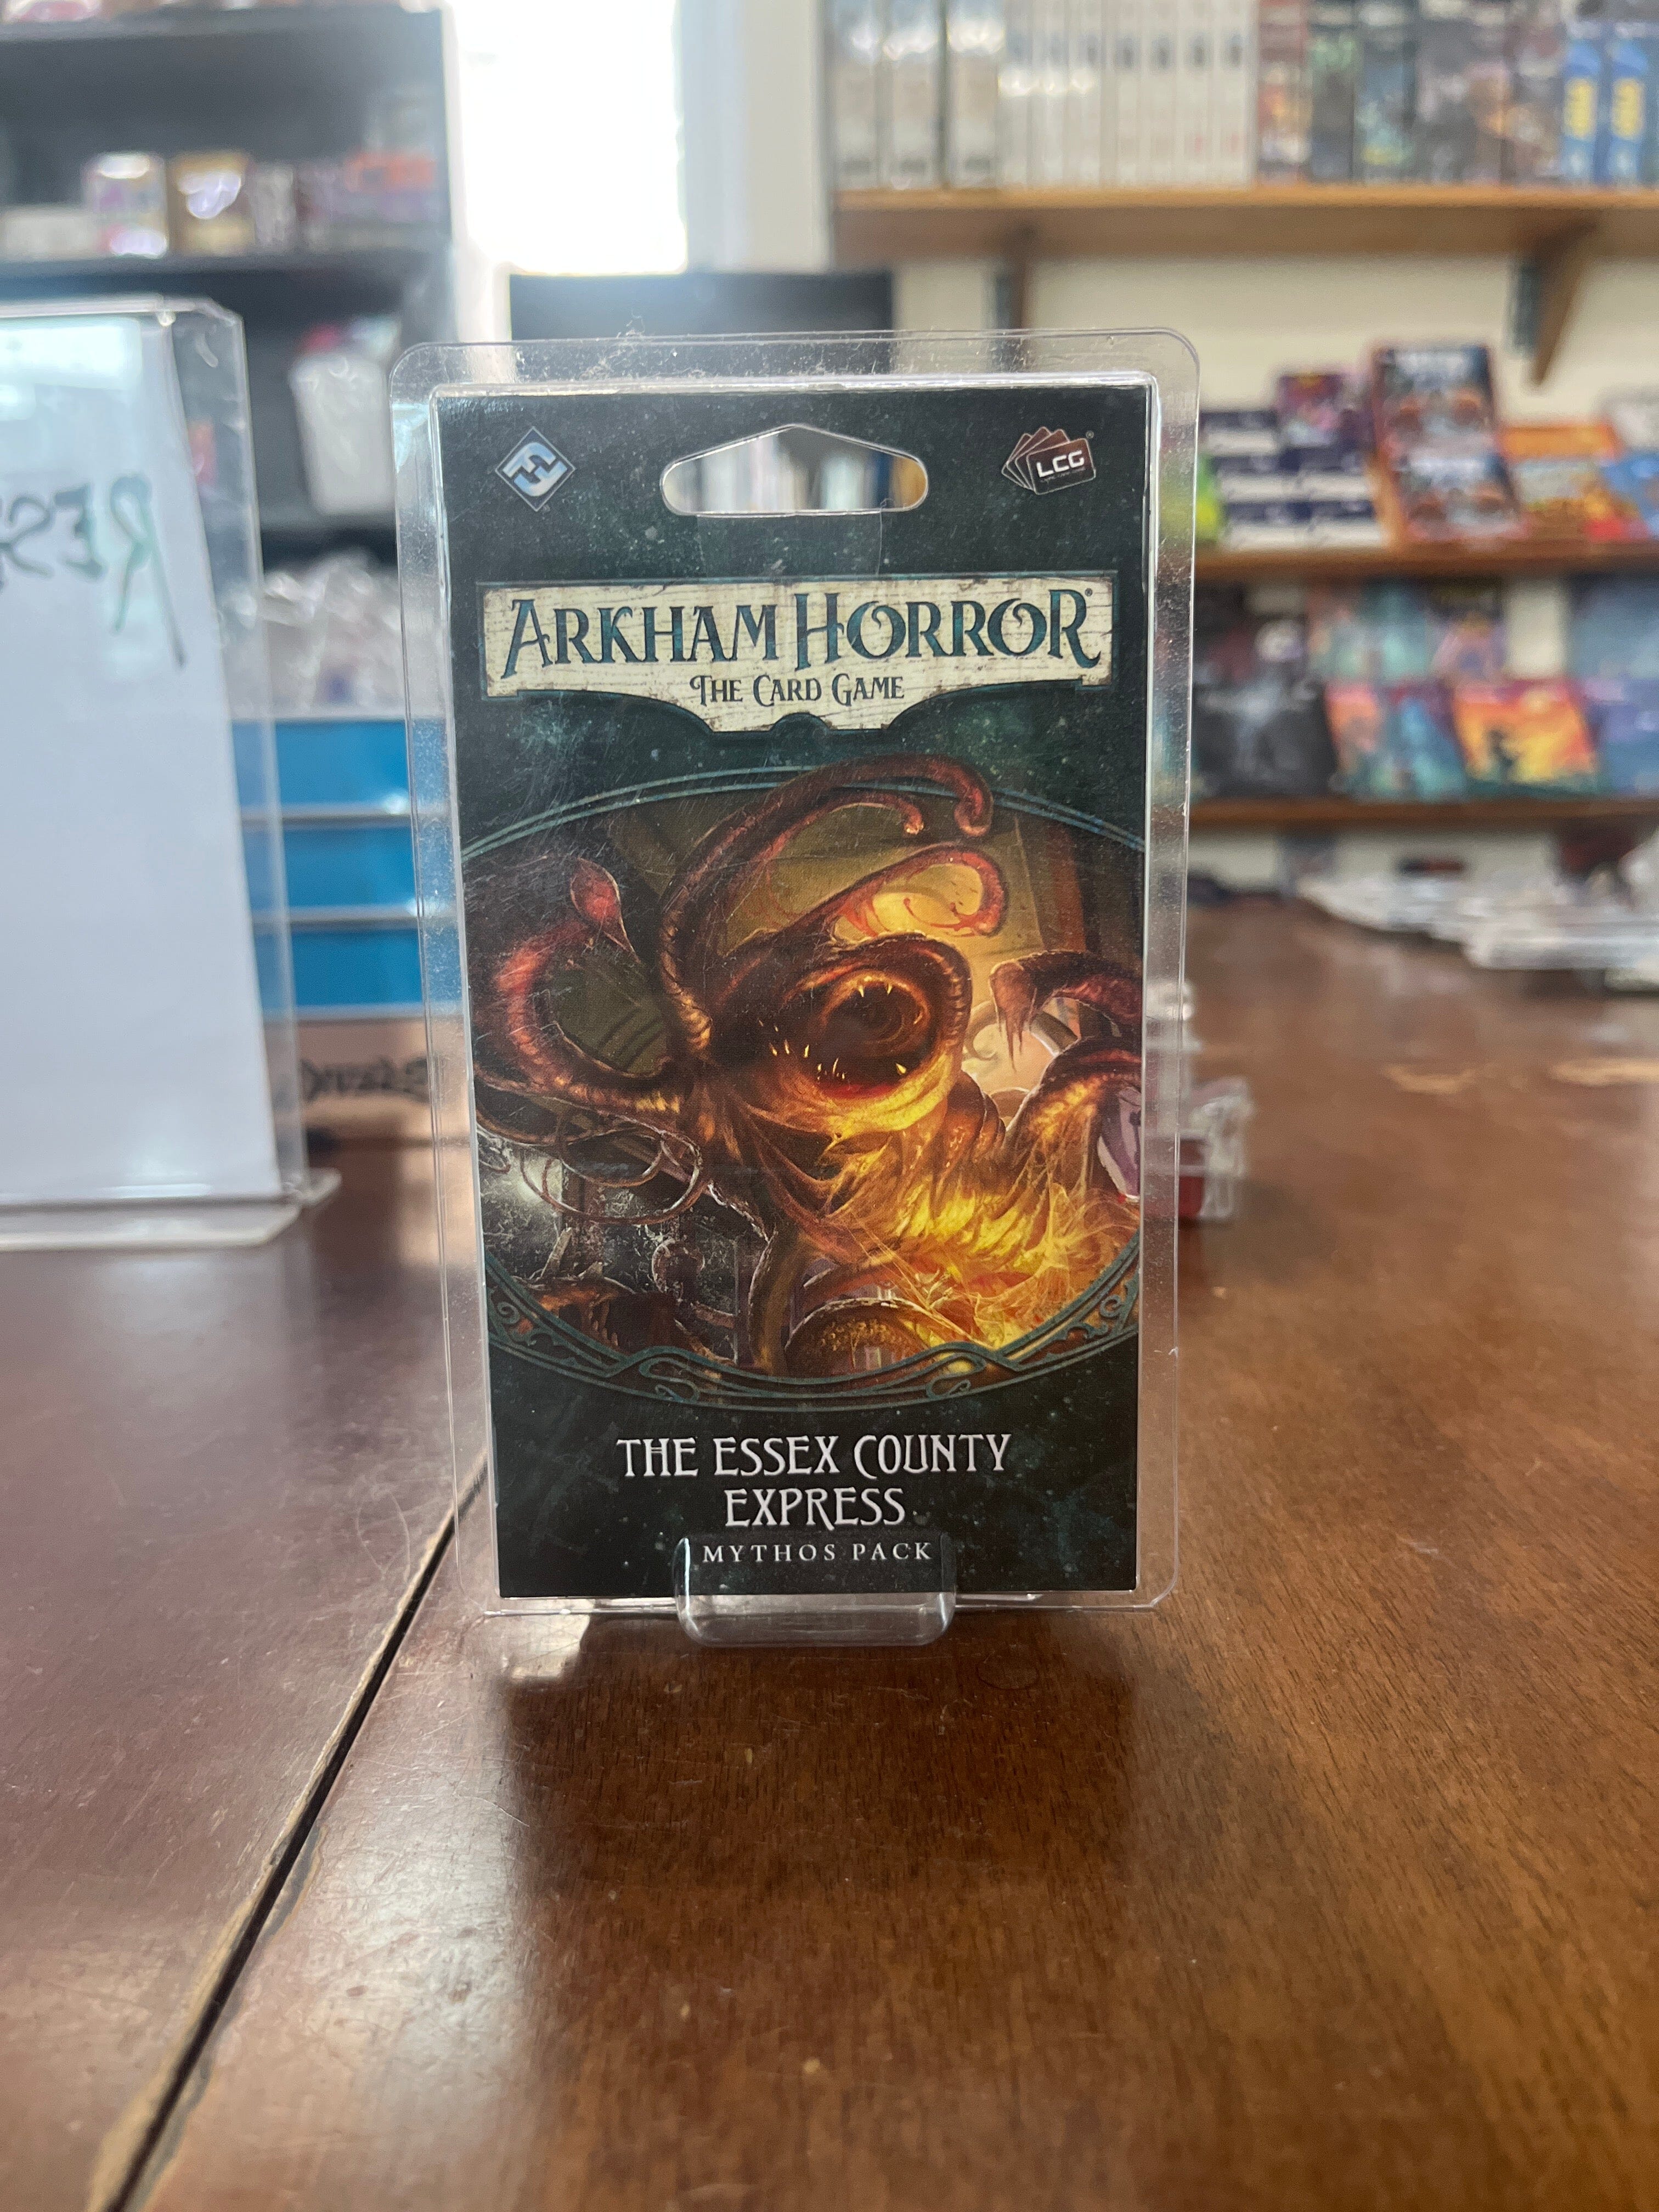 LCG
ARKHAM HORROR
THE CARD GAME
THE ESSEX COUNTY
EXPRESS
MYTHOS PACK